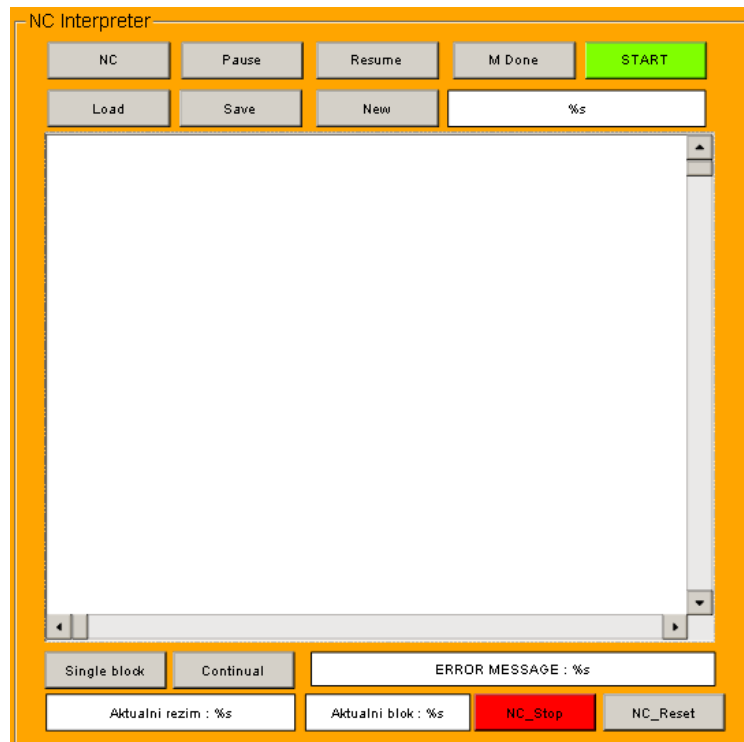 NC Interpreter
NC Pause Resume M Done START
Load Save New %s
Single block Continual ERROR MESSAGE : %s
Aktualni rezim : %s Aktualni blok : %s NC_Stop NC_Reset